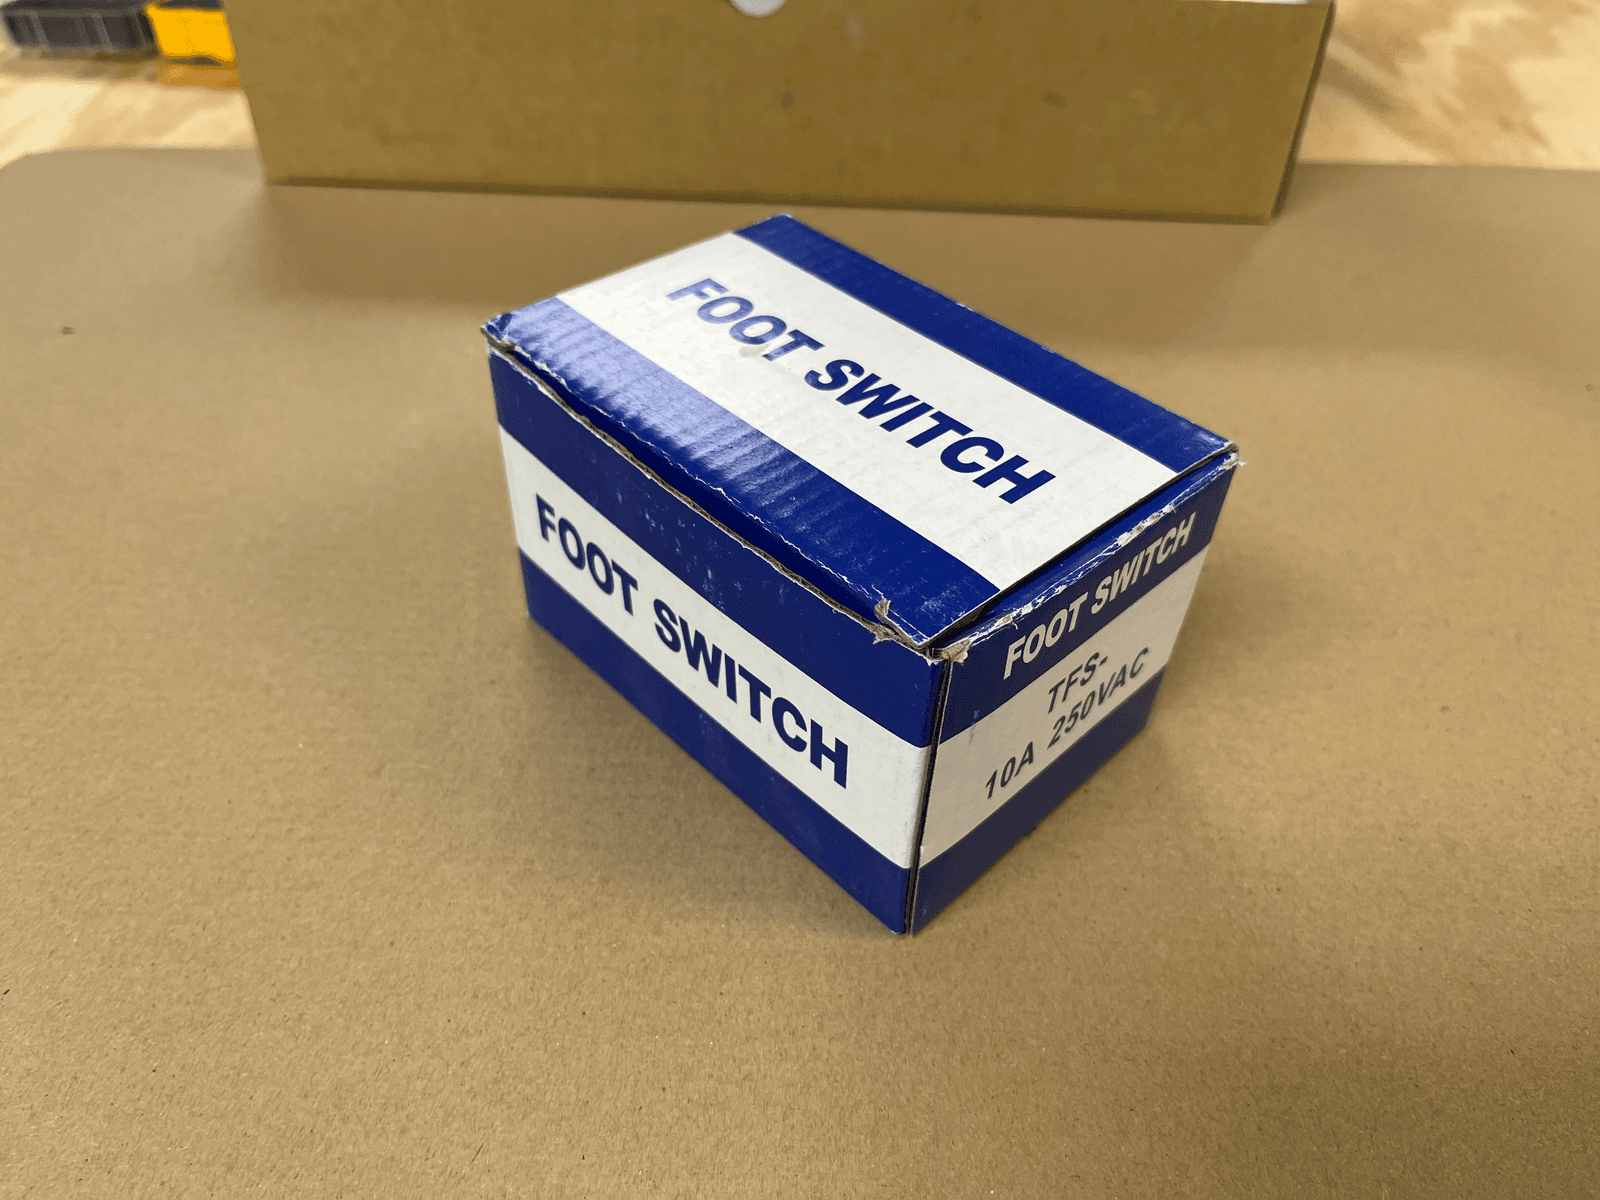 FOOT SWITCH
FOOT SWITCH
FOOT SWITCH
TFS-
10A 250VAC